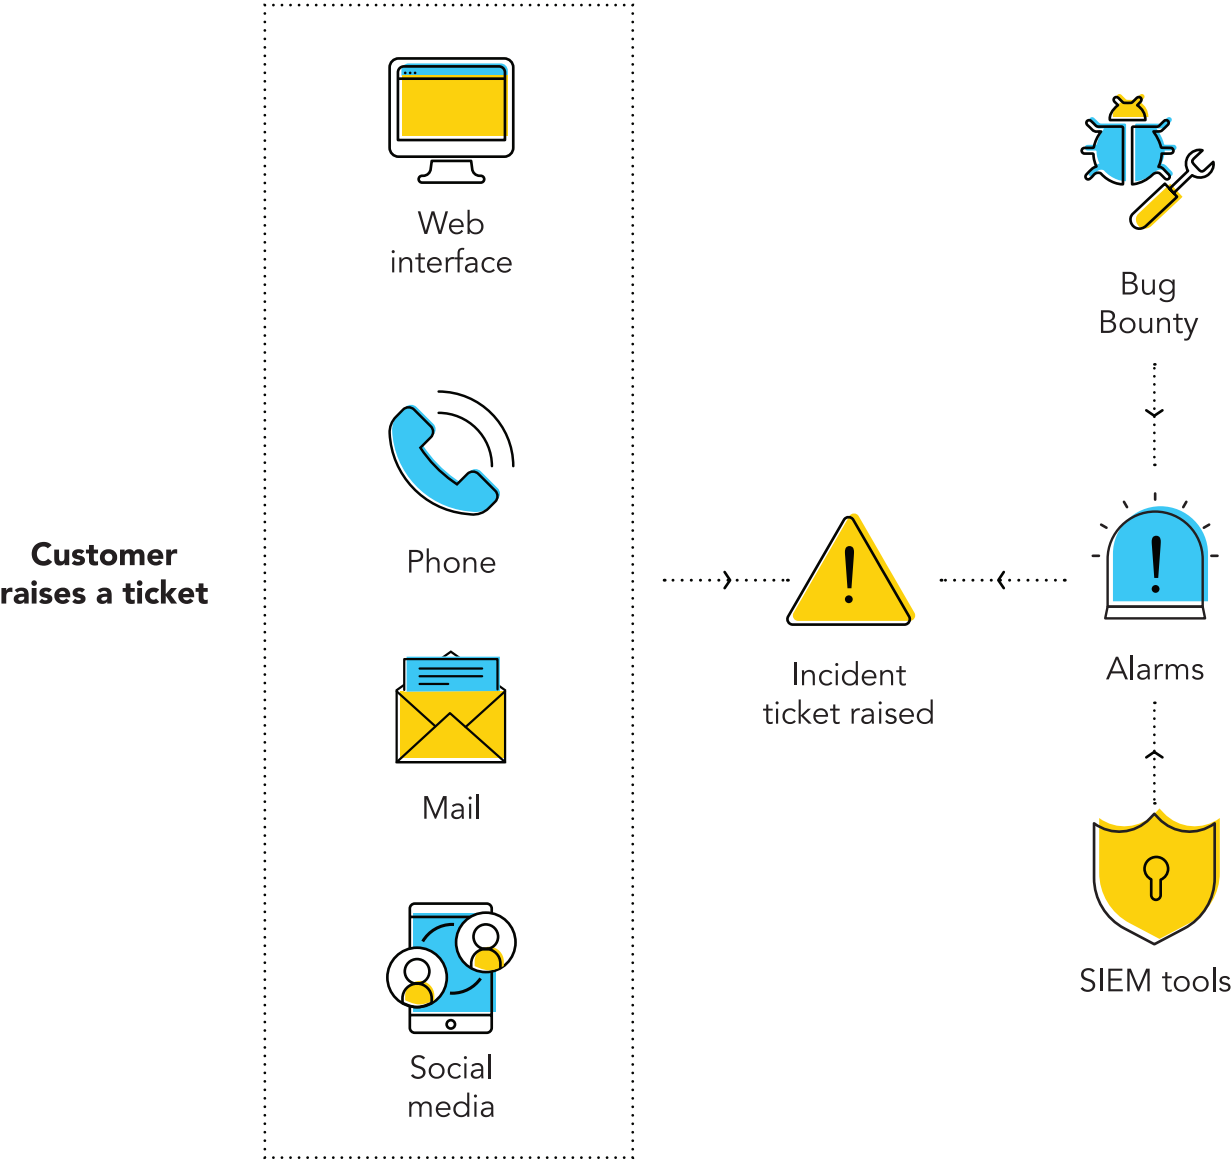 Customer
raises a ticket
Web
interface
Phone
Mail
Social
media
Incident
ticket raised
Bug
Bounty
Alarms
SIEM tools